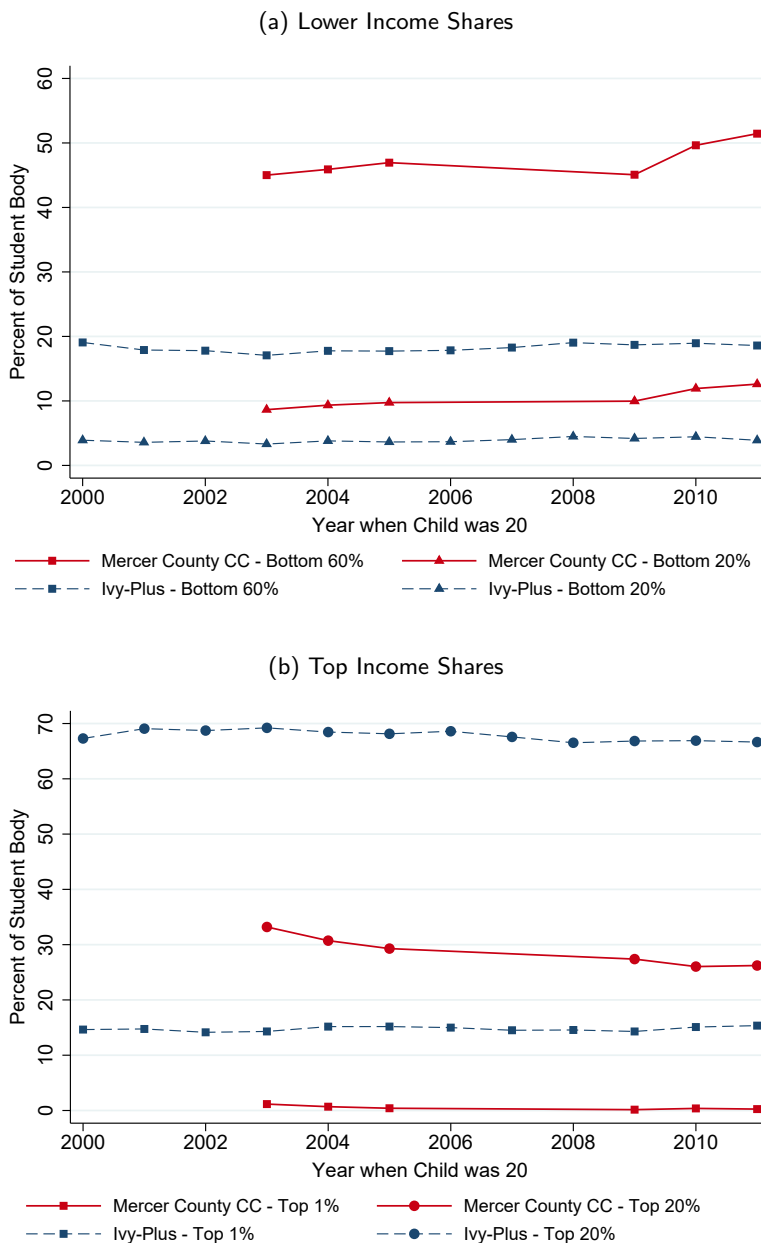 (a) Lower Income Shares
60
50
40
30
20
10
0
Percent of Student Body
2000 2002 2004 2006 2008 2010
Year when Child was 20
Mercer County CC - Bottom 60% Mercer County CC - Bottom 20%
Ivy-Plus - Bottom 60% Ivy-Plus - Bottom 20%
(b) Top Income Shares
70
60
50
40
30
20
10
0
Percent of Student Body
2000 2002 2004 2006 2008 2010
Year when Child was 20
Mercer County CC - Top 1% Mercer County CC - Top 20%
Ivy-Plus - Top 1% Ivy-Plus - Top 20%